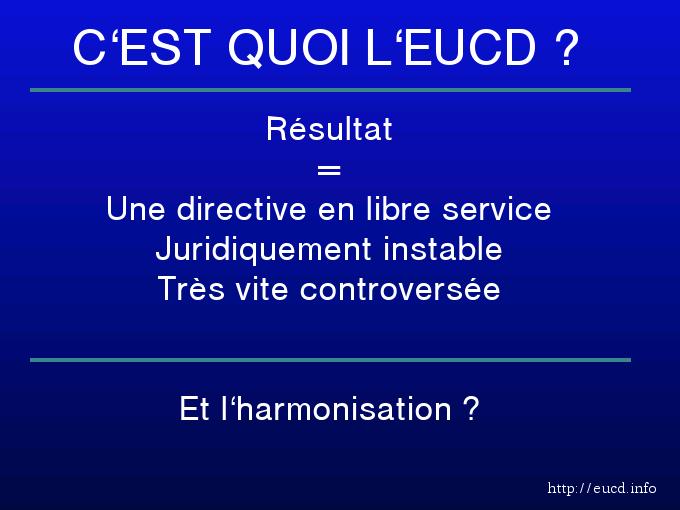 C‘EST QUOI L‘EUCD ?
Résultat
=
Une directive en libre service
Juridiquement instable
Très vite controversée
Et l‘harmonisation ?
http://eucd.info